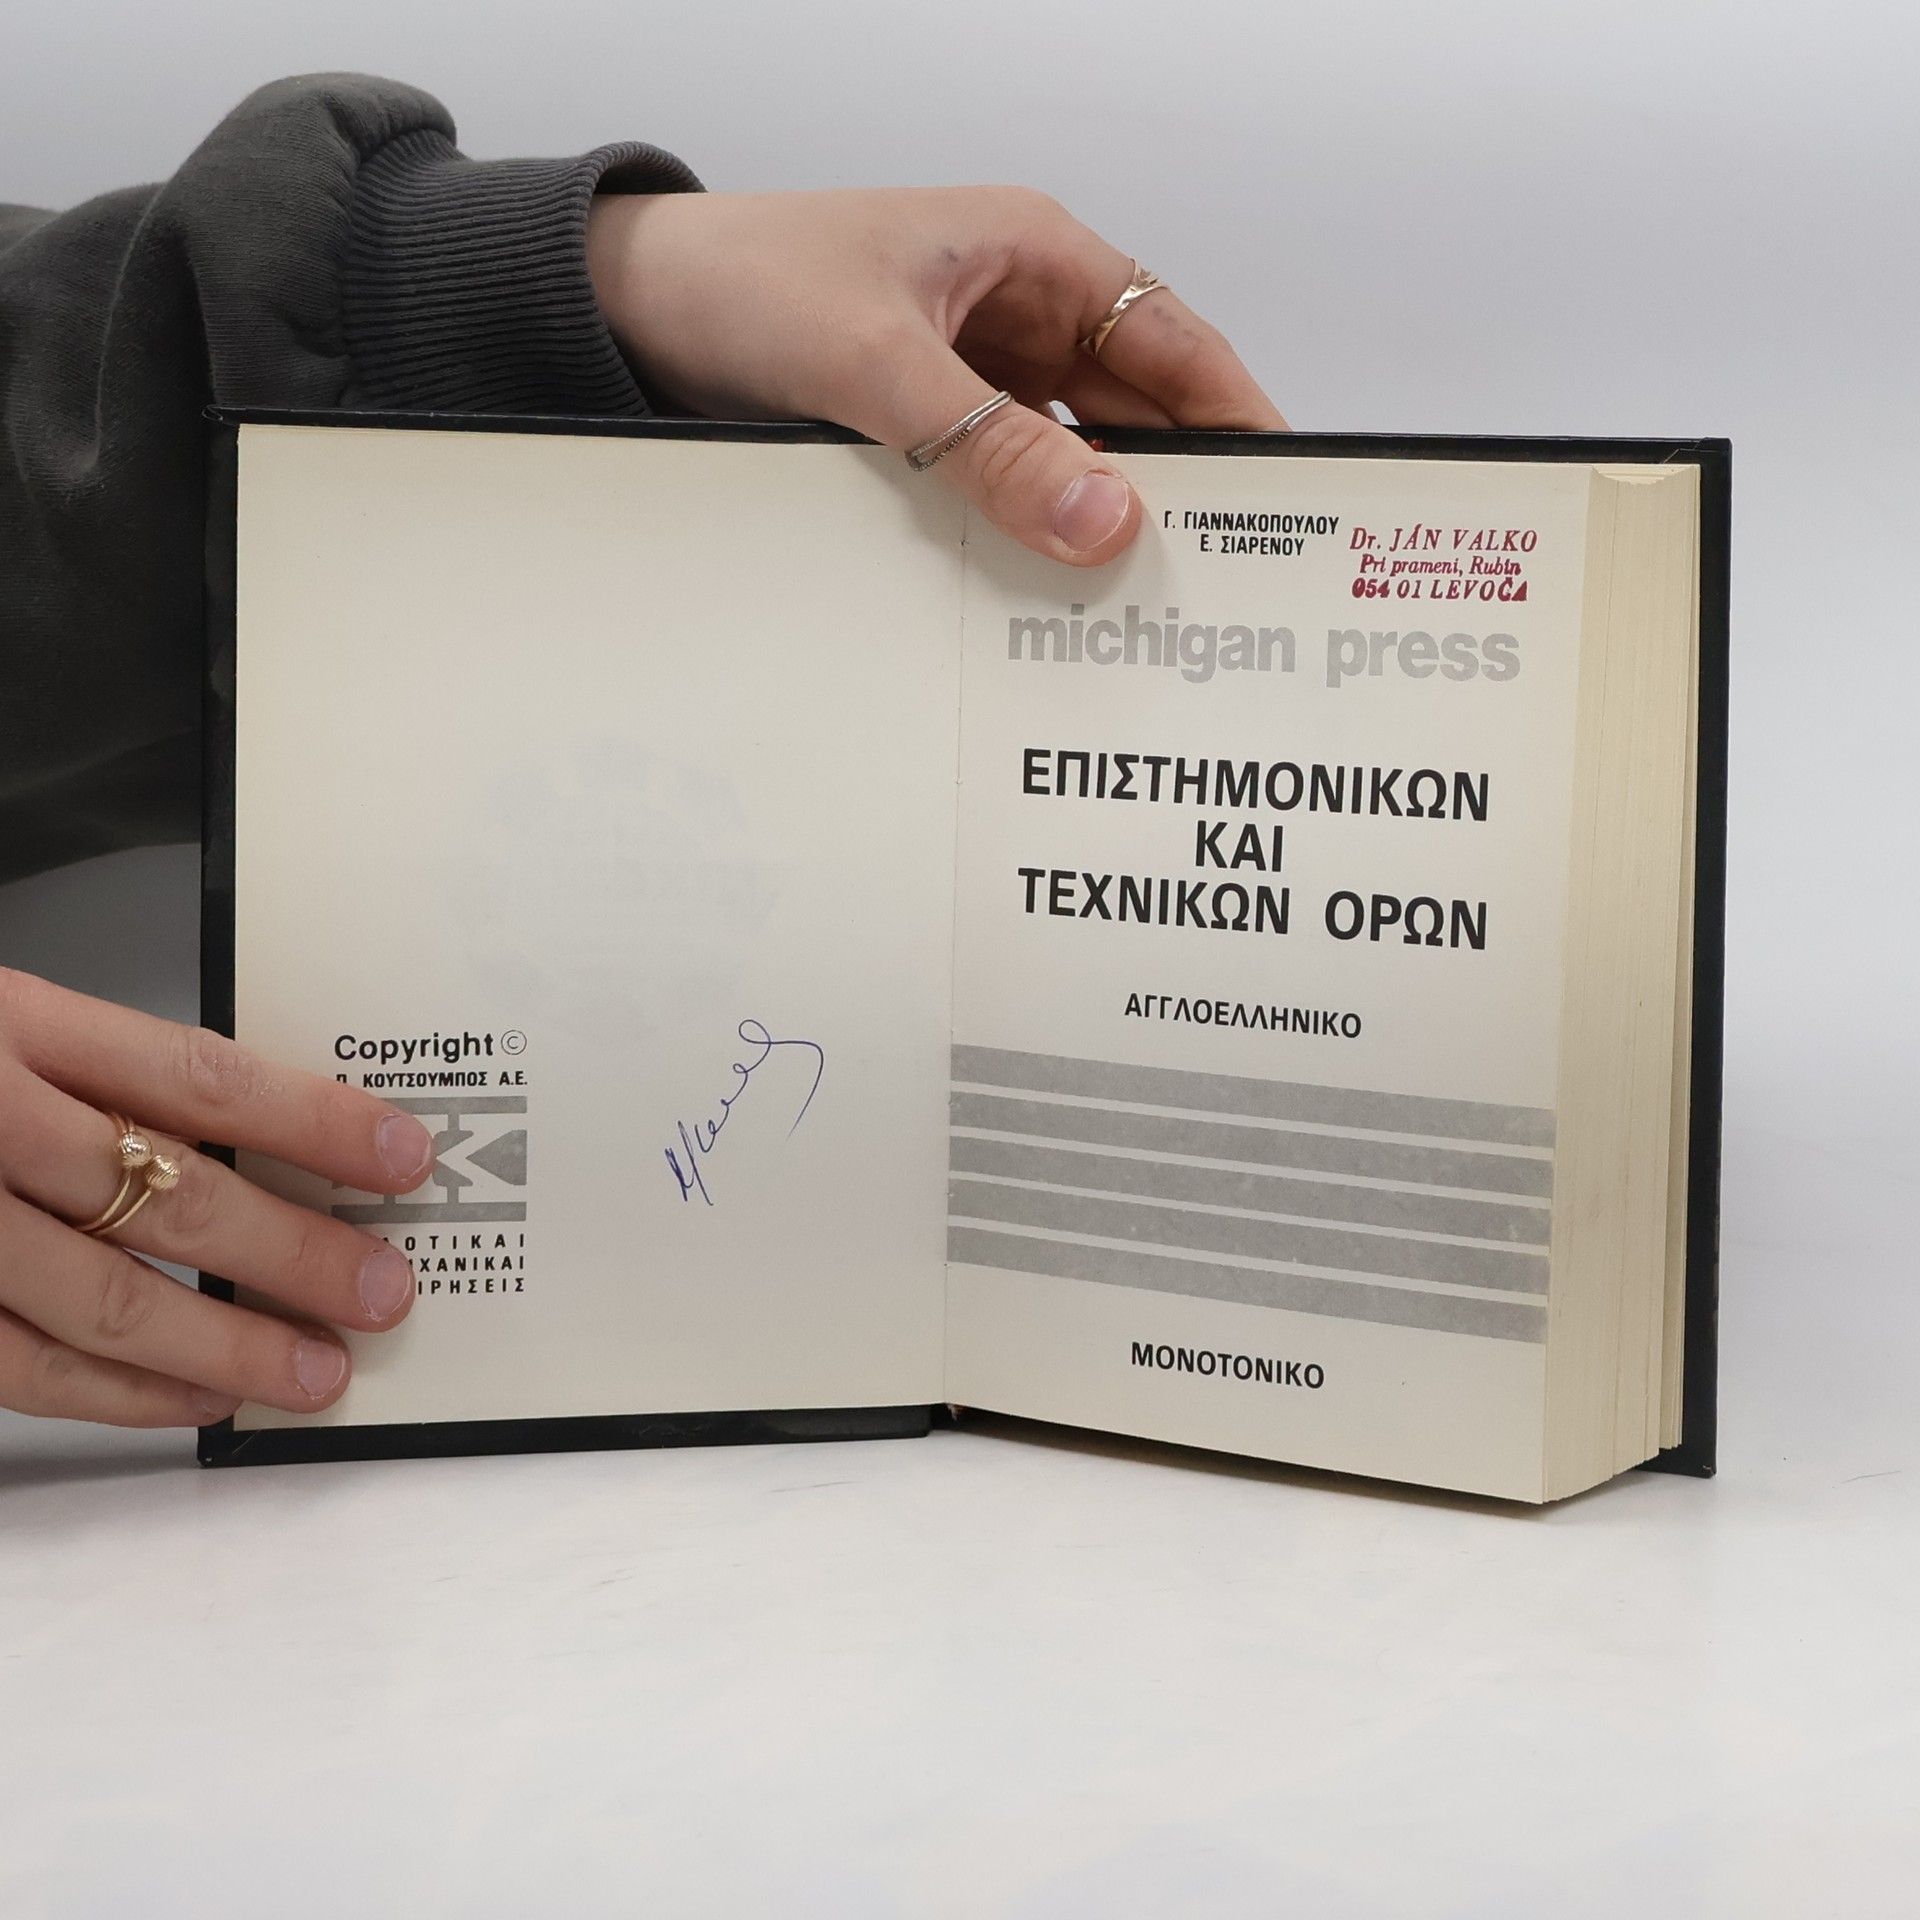 Copyright ©
Π. ΚΟΥΤΣΟΥΜΠΟΣ Α.Ε.
Γ. ΓΙΑΝΝΑΚΟΠΟΥΛΟΥ
Ε. ΣΙΑΡΕΝΟΥ
Dr. JÁN VALKO
Pri prameni, Rubín
054 01 LEVOČA
michigan press
ΕΠΙΣΤΗΜΟΝΙΚΩΝ
ΚΑΙ
ΤΕΧΝΙΚΩΝ ΟΡΩΝ
ΑΓΓΛΟΕΛΛΗΝΙΚΟ
ΜΟΝΟΤΟΝΙΚΟ